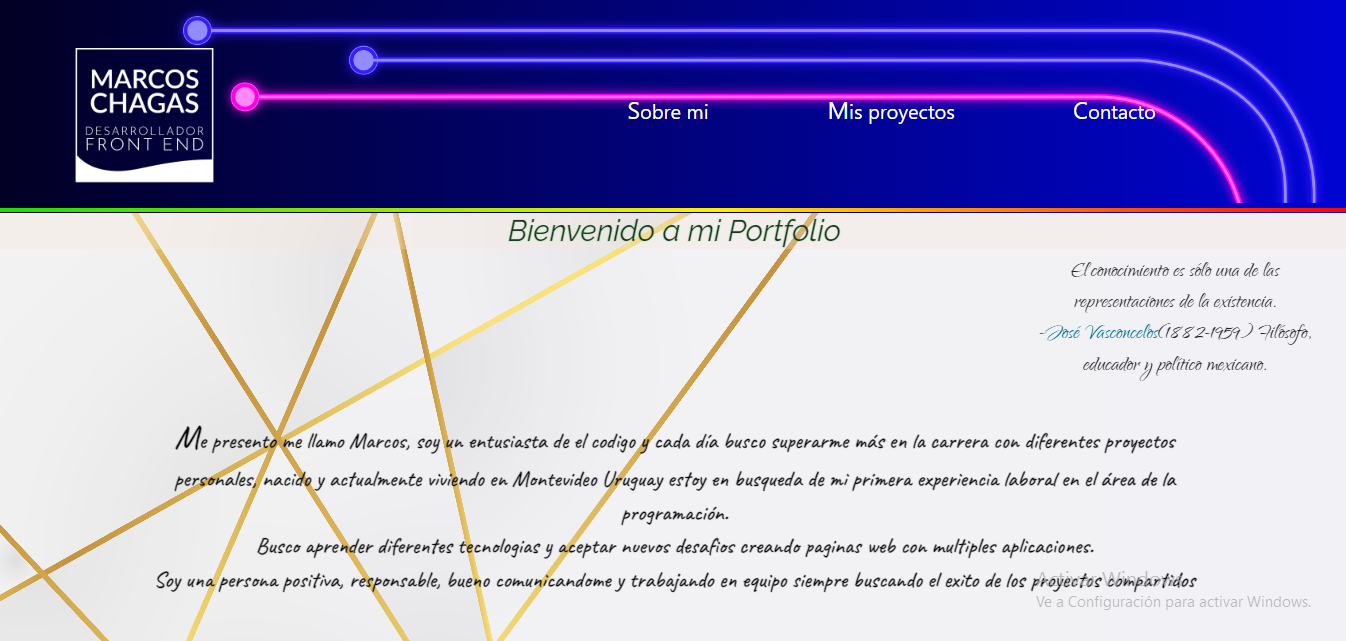 MARCOS
CHAGAS
DESARROLLADOR
FRONT END
Sobre mi Mis proyectos Contacto
Bienvenido a mi Portfolio
El conocimiento es sólo una de las
representaciones de la existencia.
-José Vasconcelos(1882-1959) Filósofo,
educador y político mexicano.
Me presento me llamo Marcos, soy un entusiasta de el codigo y cada día busco superarme más en la carrera con diferentes proyectos
personales, nacido y actualmente viviendo en Montevideo Uruguay estoy en busqueda de mi primera experiencia laboral en el área de la
programación.
Busco aprender diferentes tecnologias y aceptar nuevos desafios creando paginas web con multiples aplicaciones.
Soy una persona positiva, responsable, bueno comunicandome y trabajando en equipo siempre buscando el exito de los proyectos compartidos
Activar Windows
Ve a Configuración para activar Windows.